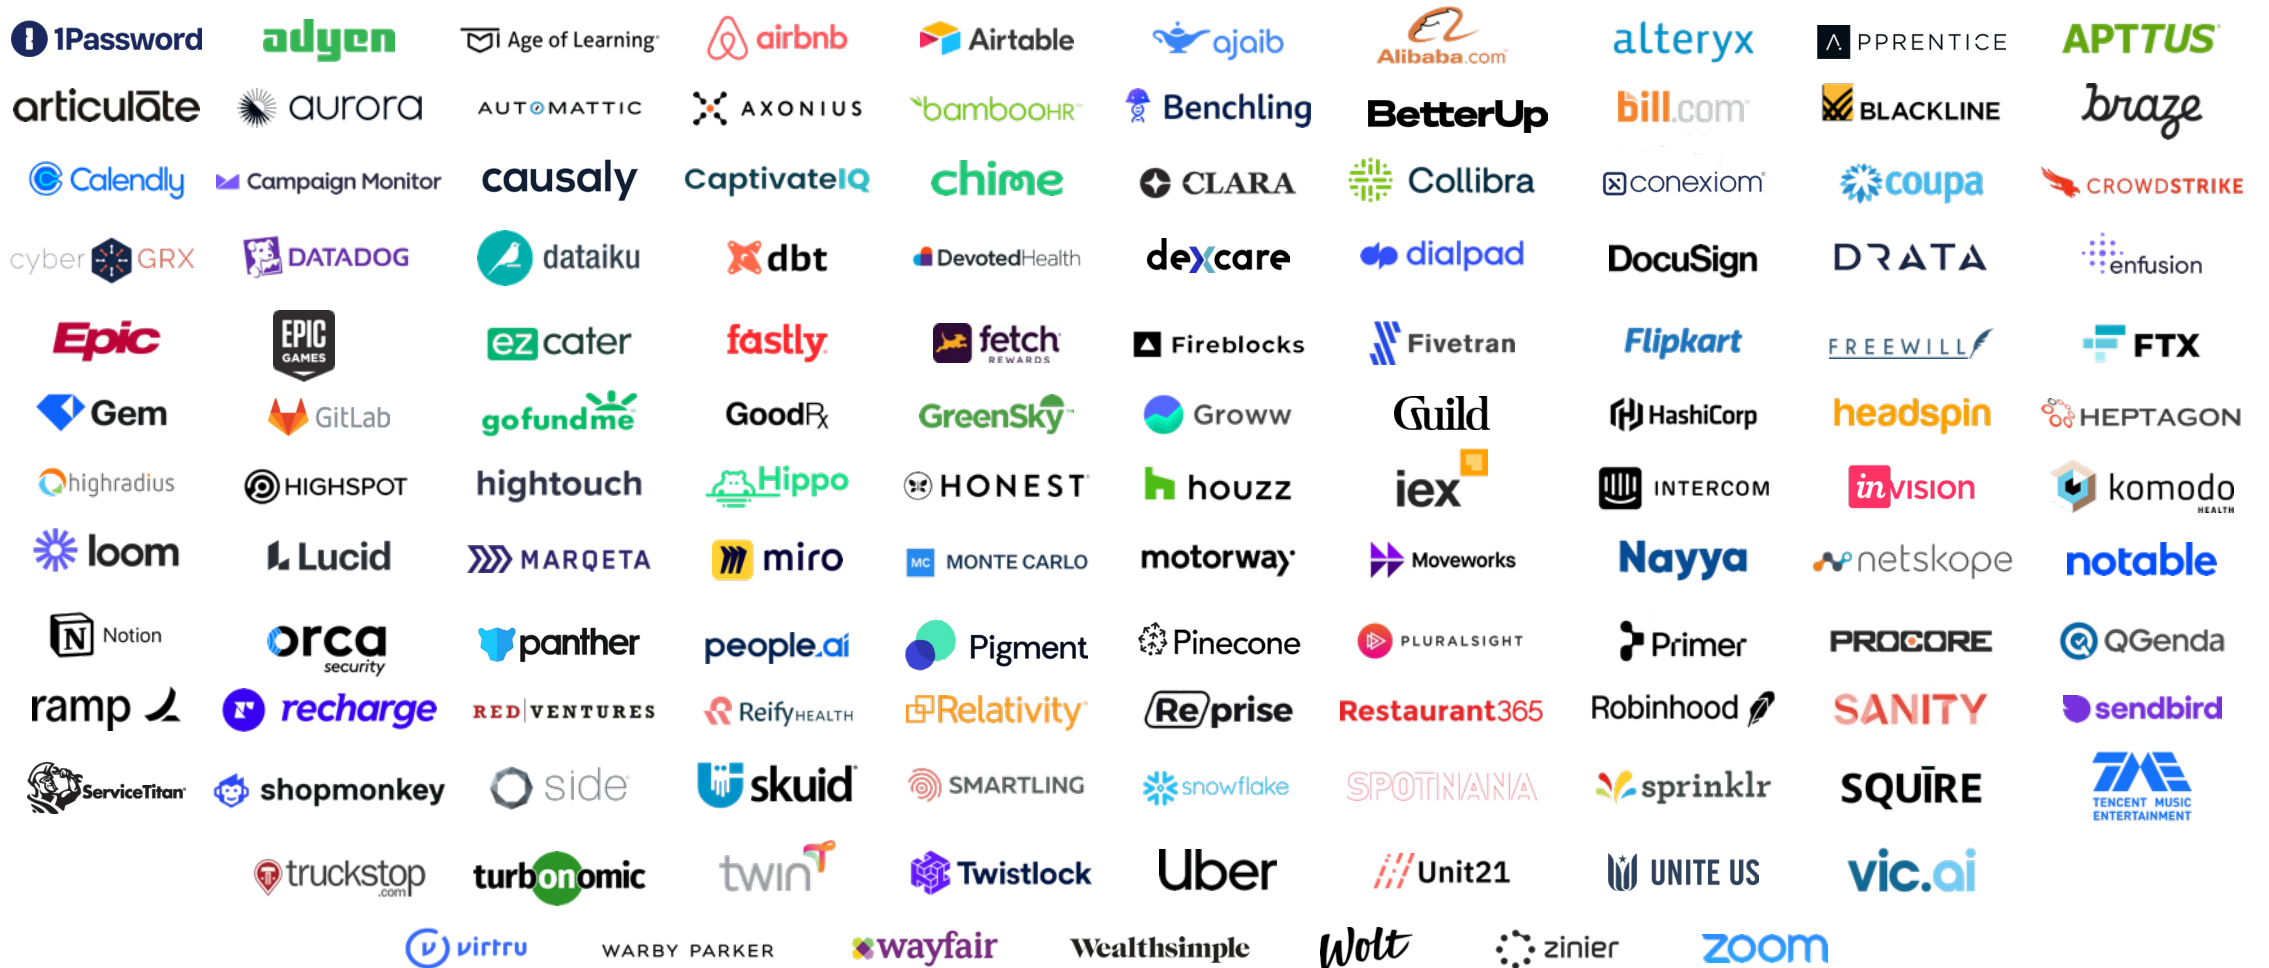 1Password adyen Age of Learning airbnb Airtable ajaib Alibaba.com alteryx APPRENTICE APTTUS
articulate aurora AUTOMATTIC AXONIUS bambooHR Benchling BetterUp bill.com BLACKLINE braze
Calendly Campaign Monitor causaly CaptivateIQ chime CLARA Collibra conexiom coupa CROWDSTRIKE
cyberGRX DATADOG dataiku dbt DevotedHealth dexcare dialpad DocuSign DRATA enfusion
Epic EPIC GAMES ezcater fastly fetch REWARDS Fireblocks Fivetran Flipkart FREEWILL FTX
Gem GitLab gofundme GoodRx GreenSky Groww Guild HashiCorp headspin HEPTAGON
highradius HIGHSPOT hightouch Hippo HONEST houzz iex INTERCOM inVISION komodo HEALTH
loom Lucid MARQETA miro MC MONTE CARLO motorway Moveworks Nayya netskope notable
N Notion orca security panther people.ai Pigment Pinecone PLURALSIGHT Primer PROCORE QGenda
ramp recharge RED VENTURES ReifyHEALTH Relativity Reprise Restaurant365 Robinhood SANITY sendbird
ServiceTitan shopmonkey side skuid SMARTLING snowflake SPOTNANA sprinklr SQUIRE TME TENCENT MUSIC ENTERTAINMENT
truckstop.com turbonomic twin Twistlock Uber Unit21 UNITE US vic.ai
virtru WARBY PARKER wayfair Wealthsimple Wolt zinier zoom